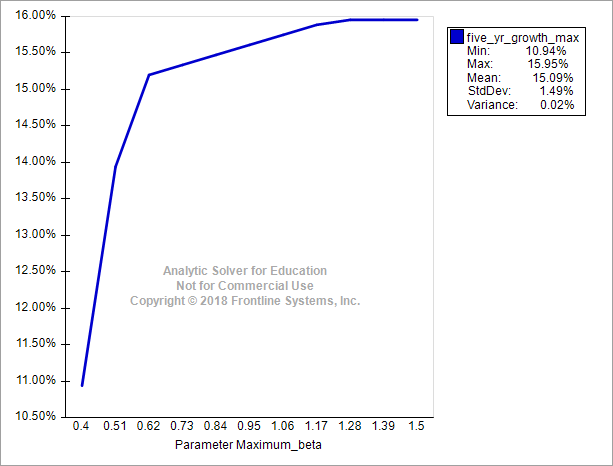 16.00%
15.50%
15.00%
14.50%
14.00%
13.50%
13.00%
12.50%
12.00%
11.50%
11.00%
10.50%
0.4 0.51 0.62 0.73 0.84 0.95 1.06 1.17 1.28 1.39 1.5
Parameter Maximum_beta
Analytic Solver for Education
Not for Commercial Use
Copyright © 2018 Frontline Systems, Inc.
five_yr_growth_max
Min: 10.94%
Max: 15.95%
Mean: 15.09%
StdDev: 1.49%
Variance: 0.02%